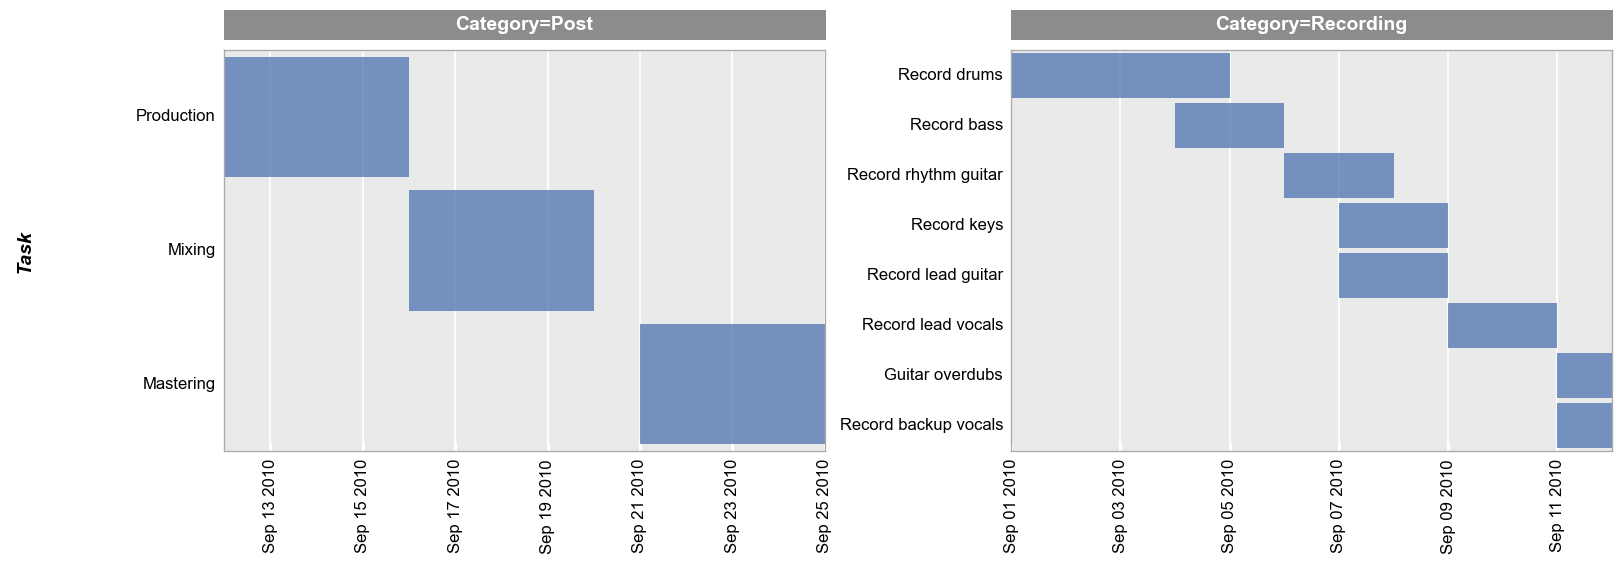 Category=Post
Category=Recording
Task
Production
Mixing
Mastering
Record drums
Record bass
Record rhythm guitar
Record keys
Record lead guitar
Record lead vocals
Guitar overdubs
Record backup vocals
Sep 13 2010
Sep 15 2010
Sep 17 2010
Sep 19 2010
Sep 21 2010
Sep 23 2010
Sep 25 2010
Sep 01 2010
Sep 03 2010
Sep 05 2010
Sep 07 2010
Sep 09 2010
Sep 11 2010